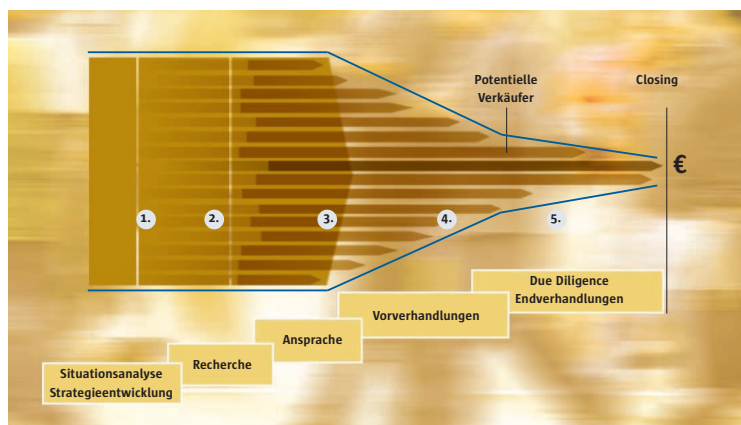 Potentielle
Verkäufer
Closing
€
1.
2.
3.
4.
5.
Due Diligence
Endverhandlungen
Vorverhandlungen
Ansprache
Recherche
Situationsanalyse
Strategieentwicklung